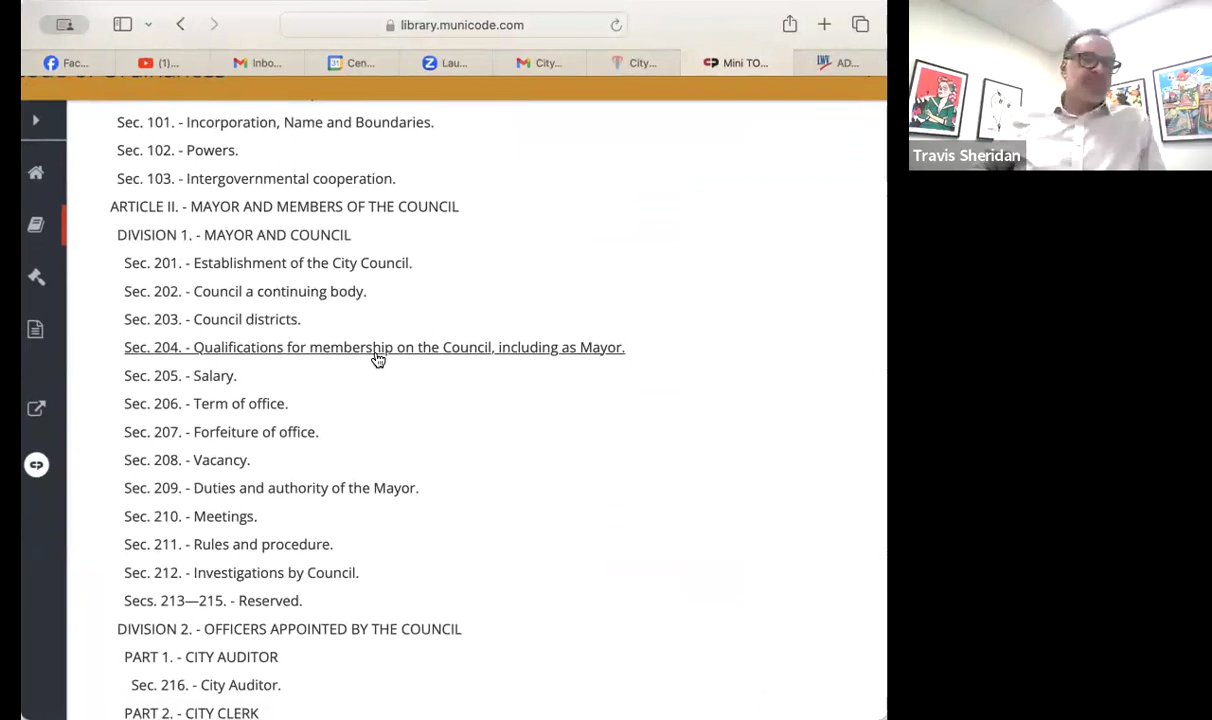 library.municode.com
Fac...
(1)...
Inbo...
31
Cen...
Lau...
City...
City...
Mini TO...
LWV
AD...
Sec. 101. - Incorporation, Name and Boundaries.
Sec. 102. - Powers.
Sec. 103. - Intergovernmental cooperation.
ARTICLE II. - MAYOR AND MEMBERS OF THE COUNCIL
DIVISION 1. - MAYOR AND COUNCIL
Sec. 201. - Establishment of the City Council.
Sec. 202. - Council a continuing body.
Sec. 203. - Council districts.
Sec. 204. - Qualifications for membership on the Council, including as Mayor.
Sec. 205. - Salary.
Sec. 206. - Term of office.
Sec. 207. - Forfeiture of office.
Sec. 208. - Vacancy.
Sec. 209. - Duties and authority of the Mayor.
Sec. 210. - Meetings.
Sec. 211. - Rules and procedure.
Sec. 212. - Investigations by Council.
Secs. 213—215. - Reserved.
DIVISION 2. - OFFICERS APPOINTED BY THE COUNCIL
PART 1. - CITY AUDITOR
Sec. 216. - City Auditor.
PART 2. - CITY CLERK
Travis Sheridan